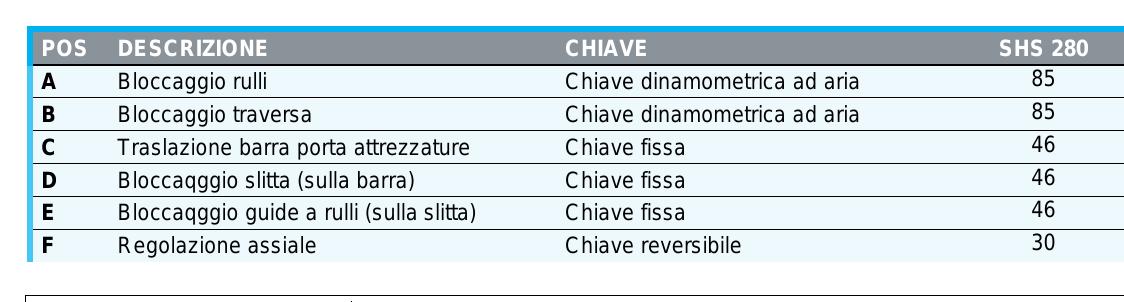 POS DESCRIZIONE CHIAVE SHS 280
A Bloccaggio rulli Chiave dinamometrica ad aria 85
B Bloccaggio traversa Chiave dinamometrica ad aria 85
C Traslazione barra porta attrezzature Chiave fissa 46
D Bloccaqggio slitta (sulla barra) Chiave fissa 46
E Bloccaqggio guide a rulli (sulla slitta) Chiave fissa 46
F Regolazione assiale Chiave reversibile 30